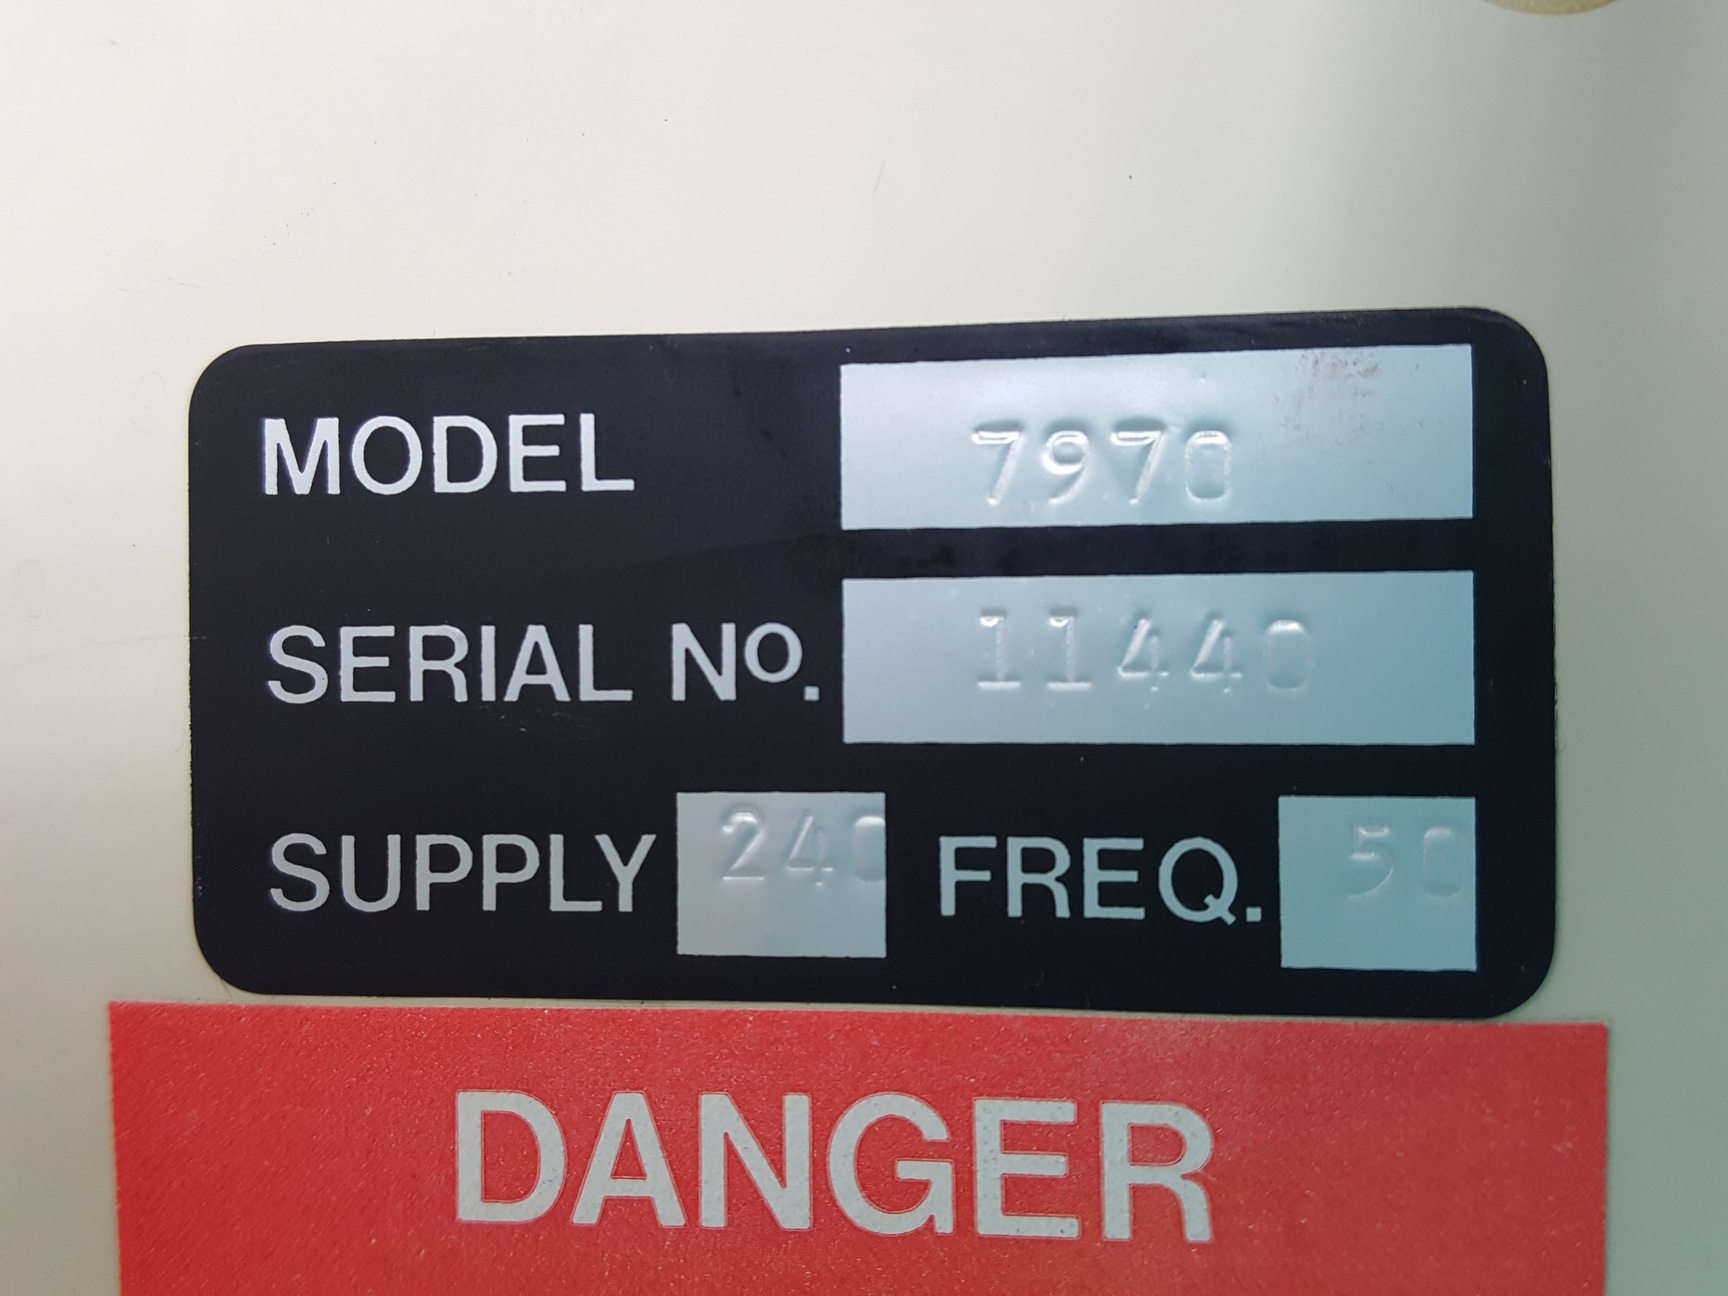 MODEL 7970
SERIAL No. 11440
SUPPLY 240 FREQ. 50
DANGER